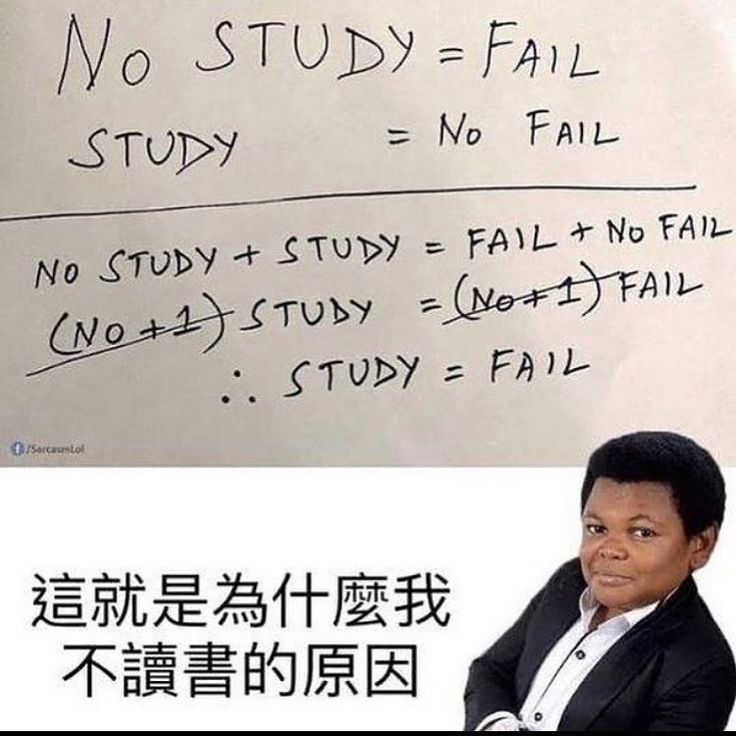 No STUDY = FAIL
STUDY = No FAIL
NO STUDY + STUDY = FAIL + NO FAIL
(NO + 1) STUDY = (NO + 1) FAIL
∴ STUDY = FAIL
f /SarcasmLol
這就是為什麼我
不讀書的原因